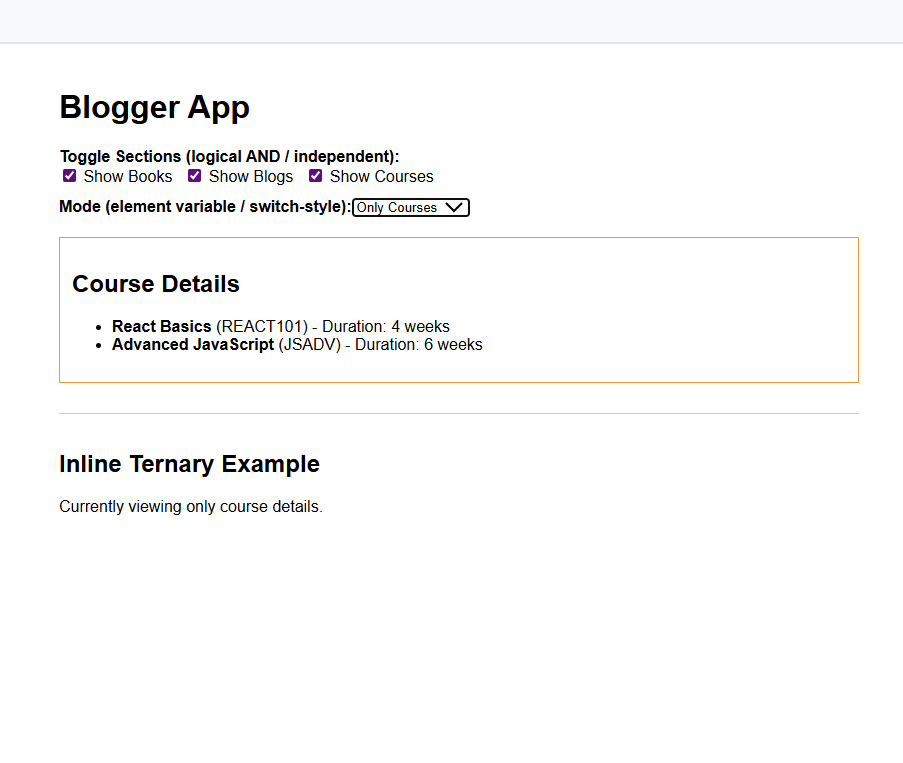 Blogger App
Toggle Sections (logical AND / independent):
Show Books Show Blogs Show Courses
Mode (element variable / switch-style): Only Courses
Course Details
React Basics (REACT101) - Duration: 4 weeks
Advanced JavaScript (JSADV) - Duration: 6 weeks
Inline Ternary Example
Currently viewing only course details.